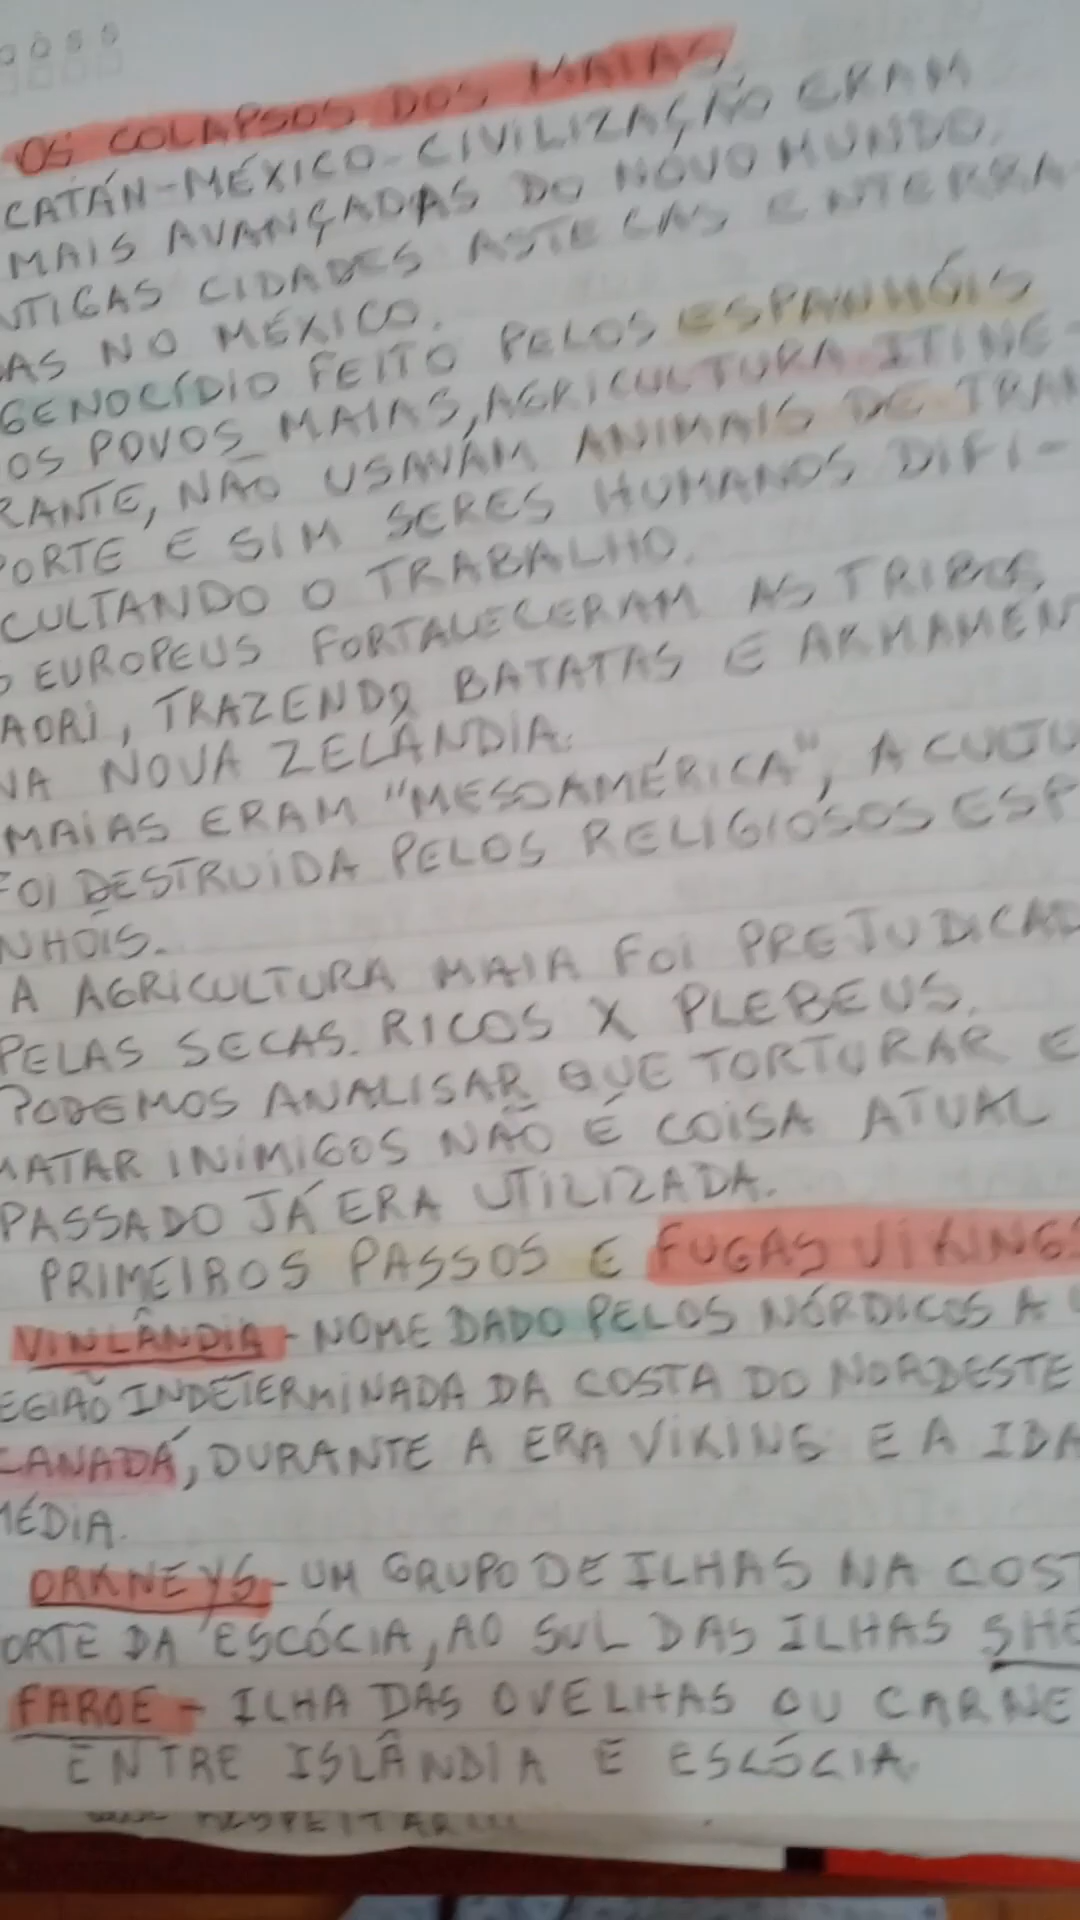 OS COLAPSOS DOS MAIAS
CATÁN-MÉXICO-CIVILIZAÇÃO ERAM
MAIS AVANÇADAS DO NOVO MUNDO.
NTIGAS CIDADES ASTECAS ENTERRA-
AS NO MÉXICO.
GENOCÍDIO FEITO PELOS ESPANHÓIS
OS POVOS MAIAS, AGRICULTURA ITINE-
RANTE, NÃO USAVAM ANIMAIS DE TRAN
PORTE E SIM SERES HUMANOS DIFI-
CULTANDO O TRABALHO.
EUROPEUS FORTALECERAM AS TRIBOS
AORI, TRAZENDO BATATAS E ARMAMEN
NA NOVA ZELÂNDIA.
MAIAS ERAM "MESOAMÉRICA", A CULTU
FOI DESTRUIDA PELOS RELIGIOSOS ESP
NHÓIS.
A AGRICULTURA MAIA FOI PREJUDICAD
PELAS SECAS. RICOS X PLEBEUS.
PODEMOS ANALISAR QUE TORTURAR E
MATAR INIMIGOS NÃO É COISA ATUAL
PASSADO JÁ ERA UTILIZADA.
PRIMEIROS PASSOS E FUGAS VIKINGS
VINLÂNDIA - NOME DADO PELOS NÓRDICOS A U
EGIÃO INDETERMINADA DA COSTA DO NORDESTE
CANADÁ, DURANTE A ERA VIKING E A IDA
MÉDIA.
ORKNEYS - UM GRUPO DE ILHAS NA COST
ORTE DA ESCÓCIA, AO SUL DAS ILHAS SHE
FAROE - ILHA DAS OVELHAS OU CARNE
ENTRE ISLÂNDIA E ESCÓCIA.
RESPEITAR!!!